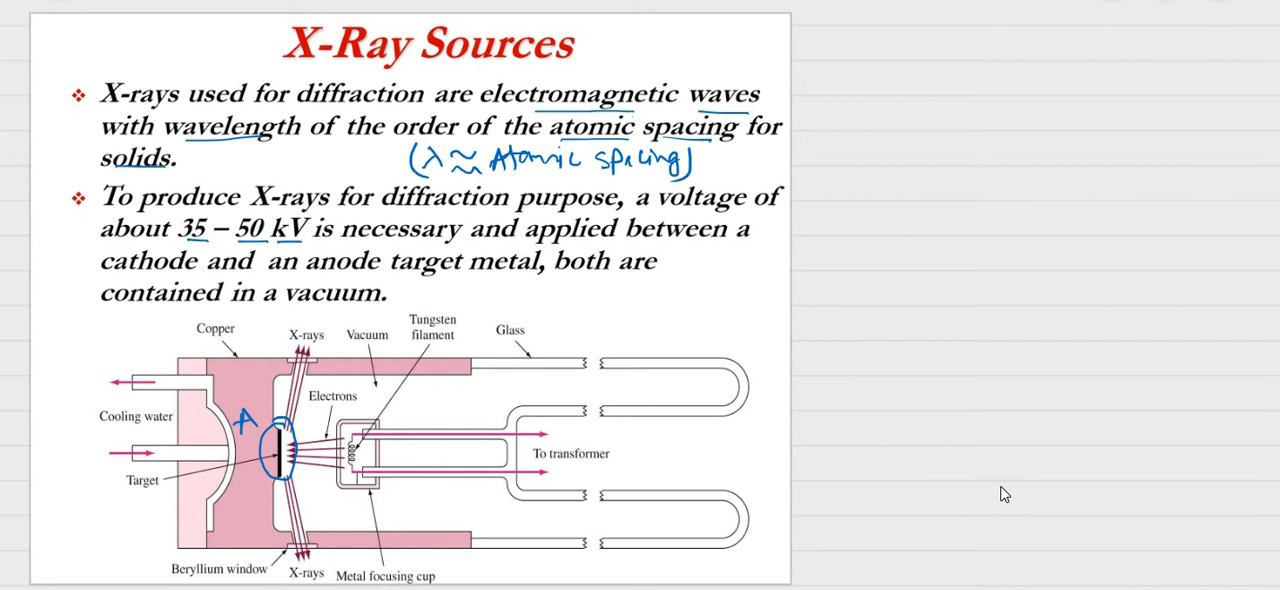 X-Ray Sources
❖ X-rays used for diffraction are electromagnetic waves
with wavelength of the order of the atomic spacing for
solids.
(λ ≈ Atomic spacing)
❖ To produce X-rays for diffraction purpose, a voltage of
about 35 – 50 kV is necessary and applied between a
cathode and an anode target metal, both are
contained in a vacuum.
Copper
X-rays
Vacuum
Tungsten
filament
Glass
Electrons
Cooling water
A
To transformer
Target
Beryllium window
X-rays
Metal focusing cup